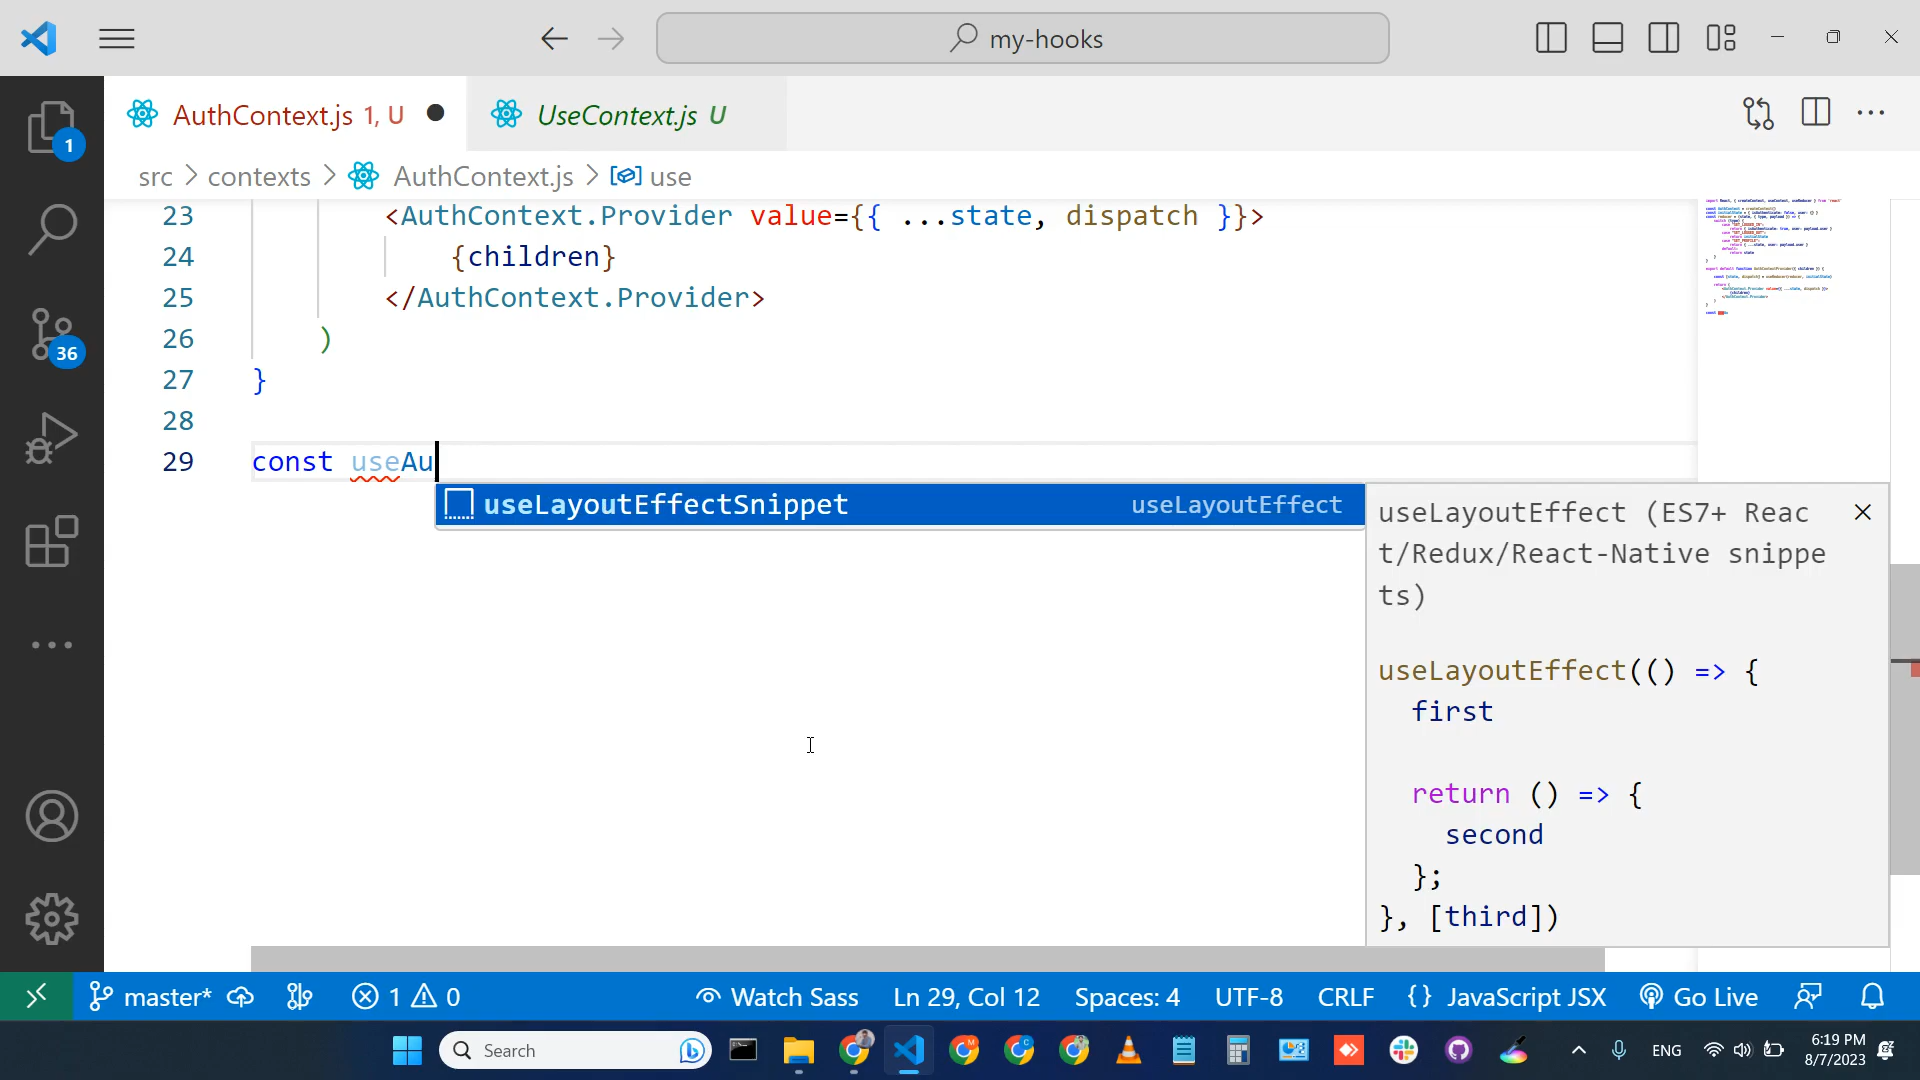 my-hooks
AuthContext.js 1, U
UseContext.js U
src > contexts > AuthContext.js > use
23 <AuthContext.Provider value={{ ...state, dispatch }}>
24 {children}
25 </AuthContext.Provider>
26 )
27 }
28
29 const useAu
useLayoutEffectSnippet useLayoutEffect
useLayoutEffect (ES7+ Reac
t/Redux/React-Native snippe
ts)
useLayoutEffect(() => {
first
return () => {
second
};
}, [third])
1
36
master* 1 0 Watch Sass Ln 29, Col 12 Spaces: 4 UTF-8 CRLF {} JavaScript JSX Go Live
Search
ENG
6:19 PM
8/7/2023